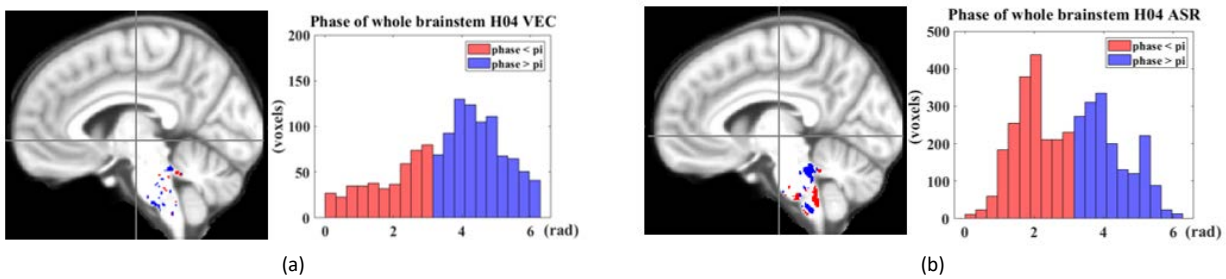 Phase of whole brainstem H04 VEC
200
150
100
50
0
(voxels)
phase < pi
phase > pi
0 2 4 6 (rad)
(a)
Phase of whole brainstem H04 ASR
500
400
300
200
100
0
(voxels)
phase < pi
phase > pi
0 2 4 6 (rad)
(b)